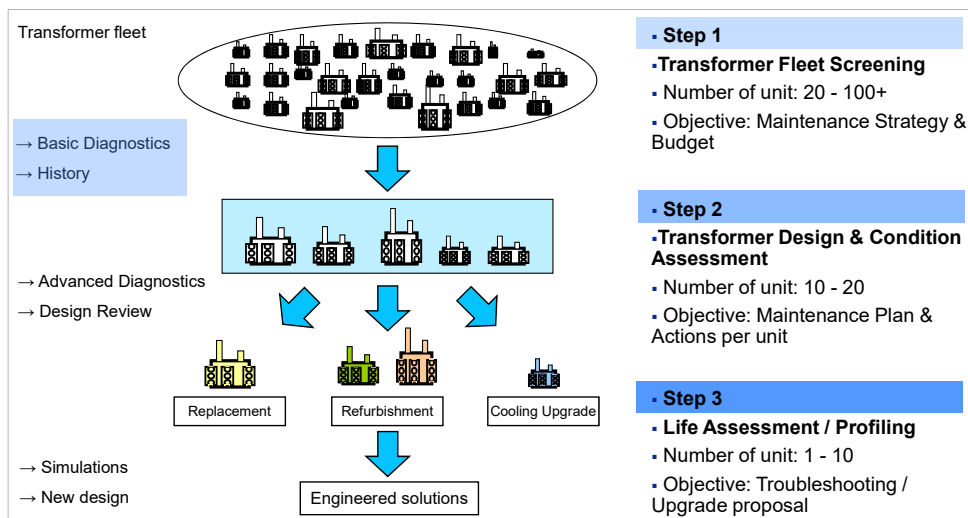 Transformer fleet
→ Basic Diagnostics
→ History
→ Advanced Diagnostics
→ Design Review
Replacement
Refurbishment
Cooling Upgrade
→ Simulations
→ New design
Engineered solutions
▪ Step 1
▪Transformer Fleet Screening
▪ Number of unit: 20 - 100+
▪ Objective: Maintenance Strategy &
Budget
▪ Step 2
▪Transformer Design & Condition
Assessment
▪ Number of unit: 10 - 20
▪ Objective: Maintenance Plan &
Actions per unit
▪ Step 3
▪ Life Assessment / Profiling
▪ Number of unit: 1 - 10
▪ Objective: Troubleshooting /
Upgrade proposal